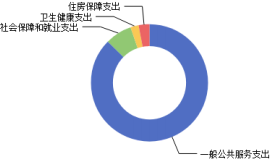 住房保障支出
卫生健康支出
社会保障和就业支出
一般公共服务支出